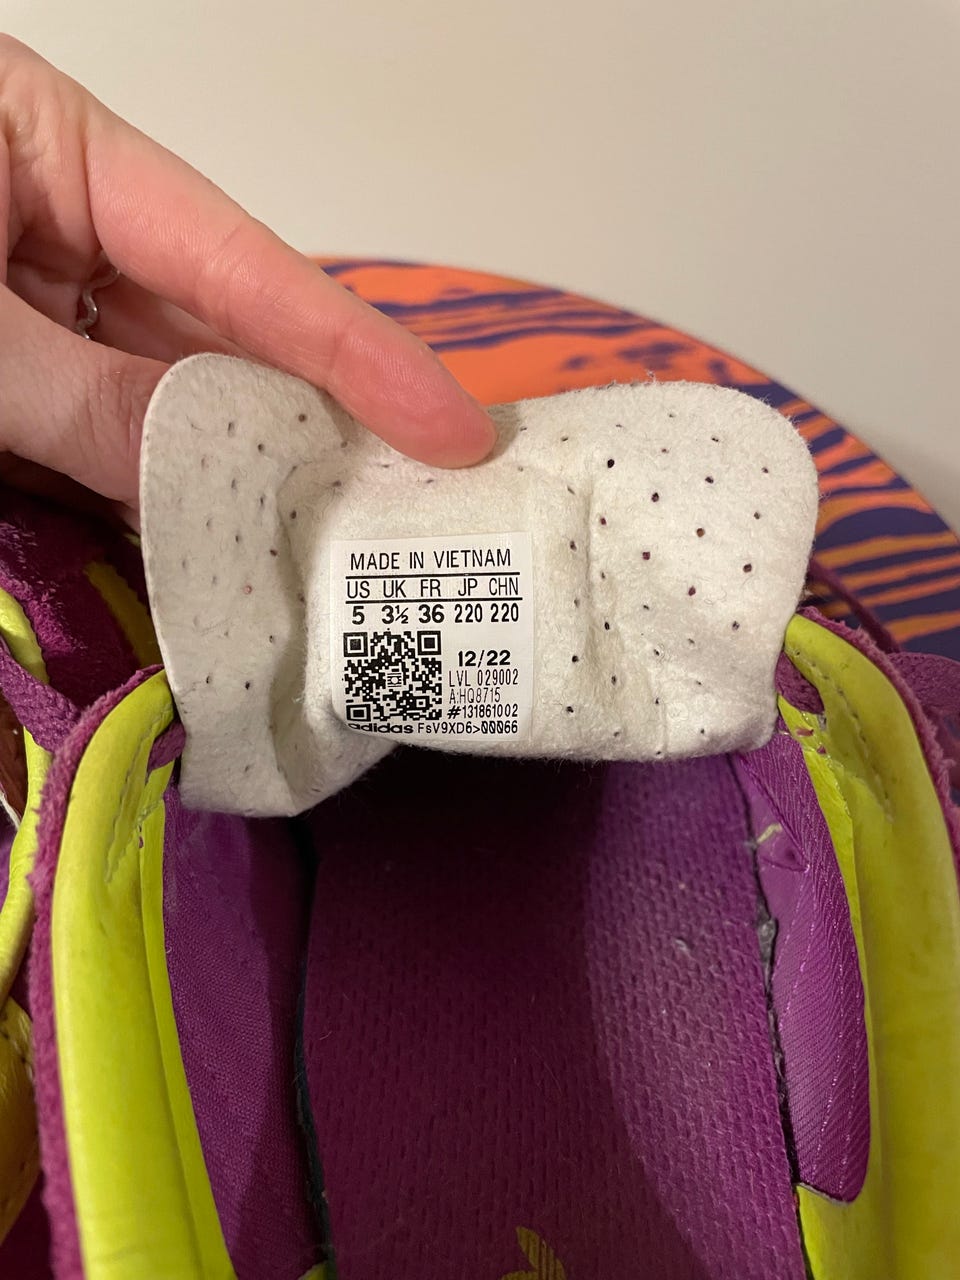 MADE IN VIETNAM
US UK FR JP CHN
5 3½ 36 220 220
12/22
LVL 029002
A:HQ8715
#131861002
adidas FsV9XD6>00066